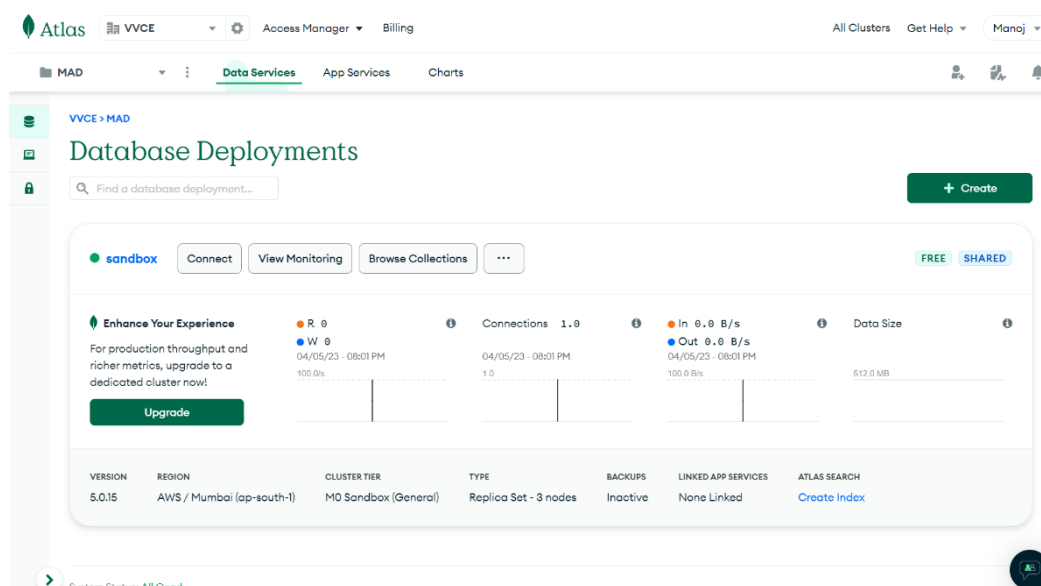 Atlas VVCE Access Manager Billing All Clusters Get Help Manoj
MAD Data Services App Services Charts
VVCE > MAD
Database Deployments
Find a database deployment...
+ Create
sandbox Connect View Monitoring Browse Collections ... FREE SHARED
Enhance Your Experience
For production throughput and
richer metrics, upgrade to a
dedicated cluster now!
Upgrade
R 0
W 0
04/05/23 - 08:01 PM
100.0/s
Connections 1.0
04/05/23 - 08:01 PM
1.0
In 0.0 B/s
Out 0.0 B/s
04/05/23 - 08:01 PM
100.0 B/s
Data Size
512.0 MB
VERSION REGION CLUSTER TIER TYPE BACKUPS LINKED APP SERVICES ATLAS SEARCH
5.0.15 AWS / Mumbai (ap-south-1) M0 Sandbox (General) Replica Set - 3 nodes Inactive None Linked Create Index
System Status: All Good